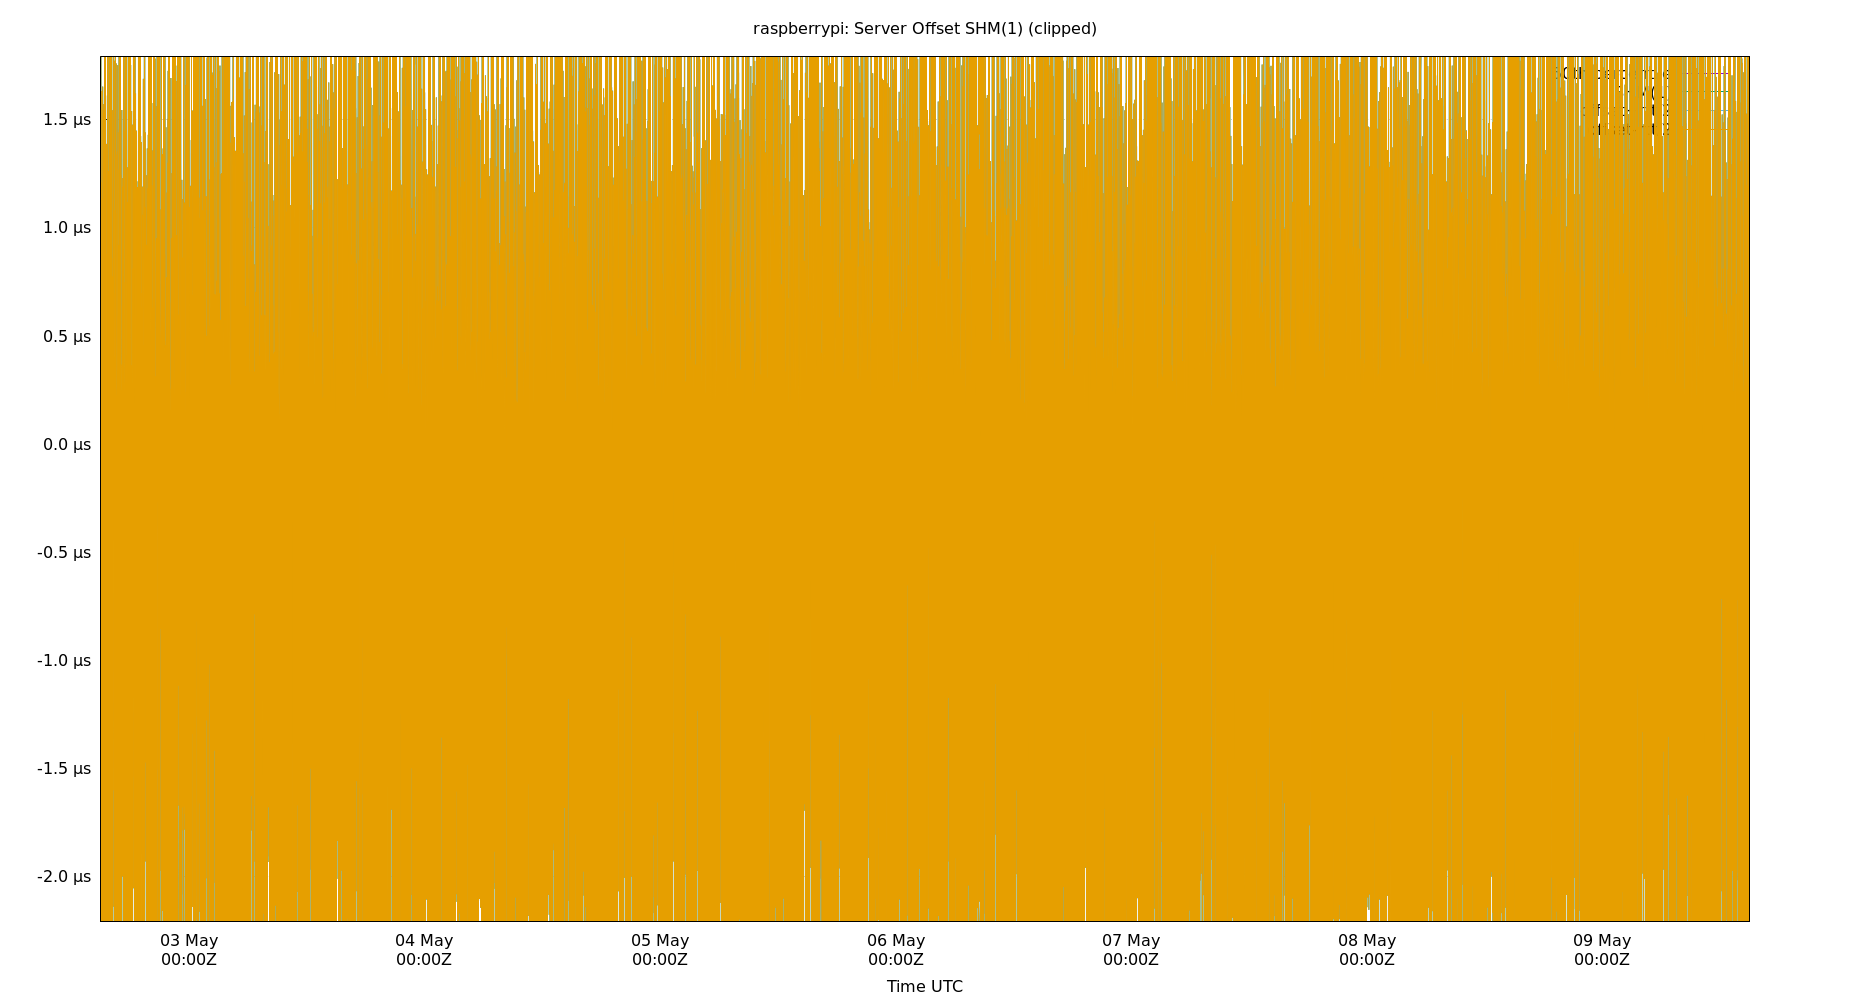 raspberrypi: Server Offset SHM(1) (clipped)
1.5 µs
1.0 µs
0.5 µs
0.0 µs
-0.5 µs
-1.0 µs
-1.5 µs
-2.0 µs
03 May 04 May 05 May 06 May 07 May 08 May 09 May
00:00Z 00:00Z 00:00Z 00:00Z 00:00Z 00:00Z 00:00Z
Time UTC